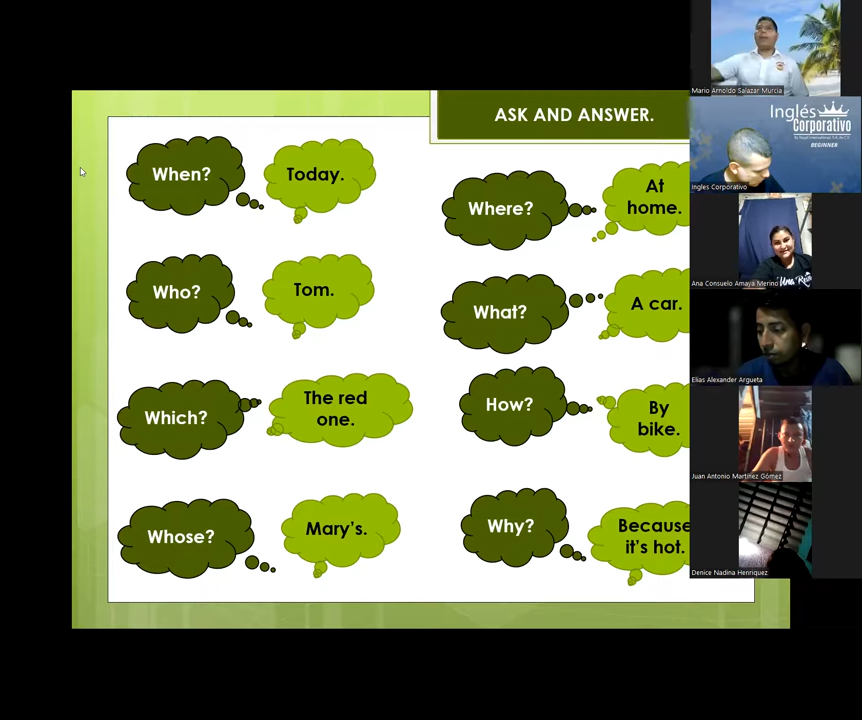 ASK AND ANSWER.
When?
Today.
Where?
At
home.
Who?
Tom.
What?
A car.
Which?
The red
one.
How?
By
bike.
Whose?
Mary's.
Why?
Because
it's hot.
Mario Arnoldo Salazar Murcia
Inglés
Corporativo
BEGINNER
Ingles Corporativo
Ana Consuelo Amaya Merino
Elias Alexander Argueta
Juan Antonio Martínez Gómez
Denice Nadina Henriquez